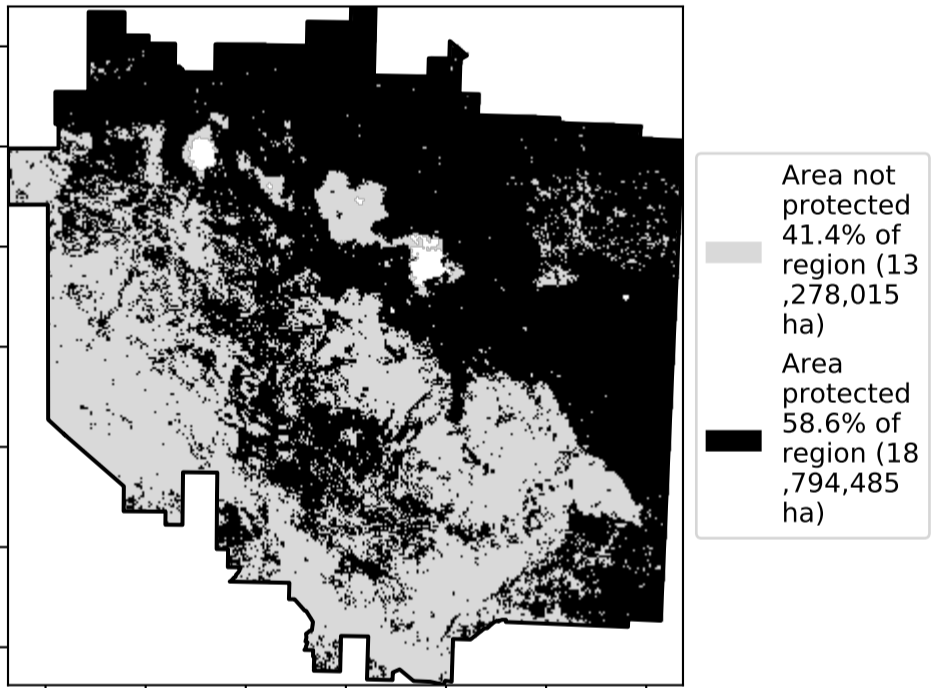 Area not
protected
41.4% of
region (13
,278,015
ha)
Area
protected
58.6% of
region (18
,794,485
ha)